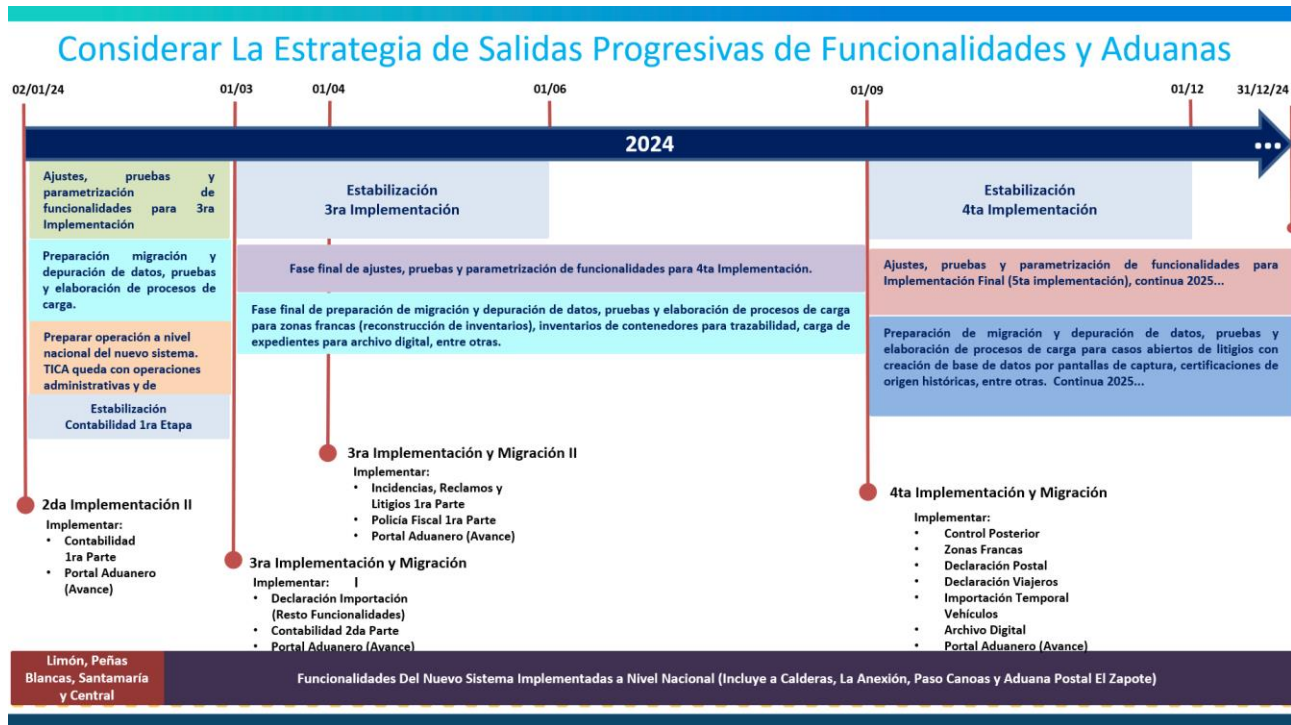 Considerar La Estrategia de Salidas Progresivas de Funcionalidades y Aduanas
02/01/24
01/03
01/04
01/06
01/09
01/12
31/12/24
2024
Ajustes, pruebas y
parametrización de
funcionalidades para 3ra
Implementación
Estabilización
3ra Implementación
Estabilización
4ta Implementación
Preparación migración y
depuración de datos, pruebas
y elaboración de procesos de
carga.
Fase final de ajustes, pruebas y parametrización de funcionalidades para 4ta Implementación.
Ajustes, pruebas y parametrización de funcionalidades para
Implementación Final (5ta implementación), continua 2025...
Fase final de preparación de migración y depuración de datos, pruebas y elaboración de procesos de carga
para zonas francas (reconstrucción de inventarios), inventarios de contenedores para trazabilidad, carga de
expedientes para archivo digital, entre otras.
Preparar operación a nivel
nacional del nuevo sistema.
TICA queda con operaciones
administrativas y de
Preparación de migración y depuración de datos, pruebas y
elaboración de procesos de carga para casos abiertos de litigios con
creación de base de datos por pantallas de captura, certificaciones de
origen históricas, entre otras. Continua 2025...
Estabilización
Contabilidad 1ra Etapa
3ra Implementación y Migración II
Implementar:
• Incidencias, Reclamos y
Litigios 1ra Parte
• Policía Fiscal 1ra Parte
• Portal Aduanero (Avance)
2da Implementación II
Implementar:
• Contabilidad
1ra Parte
• Portal Aduanero
(Avance)
3ra Implementación y Migración
I
Implementar:
• Declaración Importación
(Resto Funcionalidades)
• Contabilidad 2da Parte
• Portal Aduanero (Avance)
4ta Implementación y Migración
Implementar:
• Control Posterior
• Zonas Francas
• Declaración Postal
• Declaración Viajeros
• Importación Temporal
Vehículos
• Archivo Digital
• Portal Aduanero (Avance)
Limón, Peñas
Blancas, Santamaría
y Central
Funcionalidades Del Nuevo Sistema Implementadas a Nivel Nacional (Incluye a Calderas, La Anexión, Paso Canoas y Aduana Postal El Zapote)